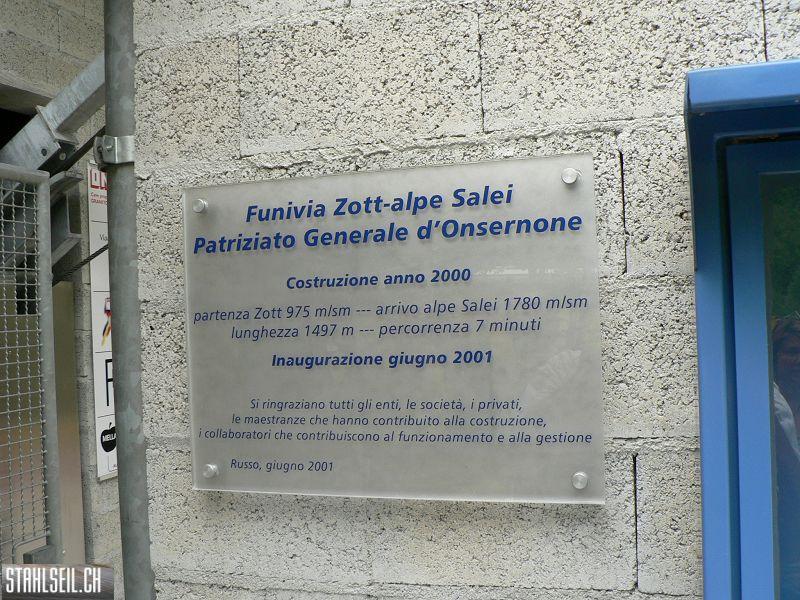 Funivia Zott-alpe Salei
Patriziato Generale d'Onsernone
Costruzione anno 2000
partenza Zott 975 m/sm --- arrivo alpe Salei 1780 m/sm
lunghezza 1497 m --- percorrenza 7 minuti
Inaugurazione giugno 2001
Si ringraziano tutti gli enti, le società, i privati,
le maestranze che hanno contribuito alla costruzione,
i collaboratori che contribuiscono al funzionamento e alla gestione
Russo, giugno 2001
STAHLSEIL.CH